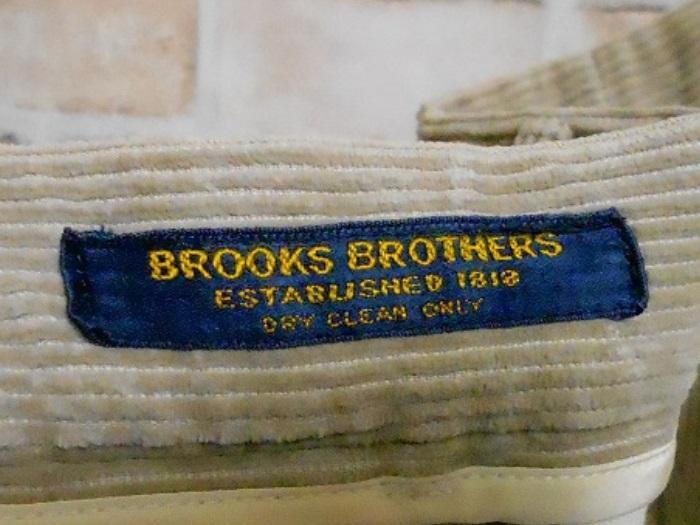 BROOKS BROTHERS
ESTABLISHED 1818
DRY CLEAN ONLY